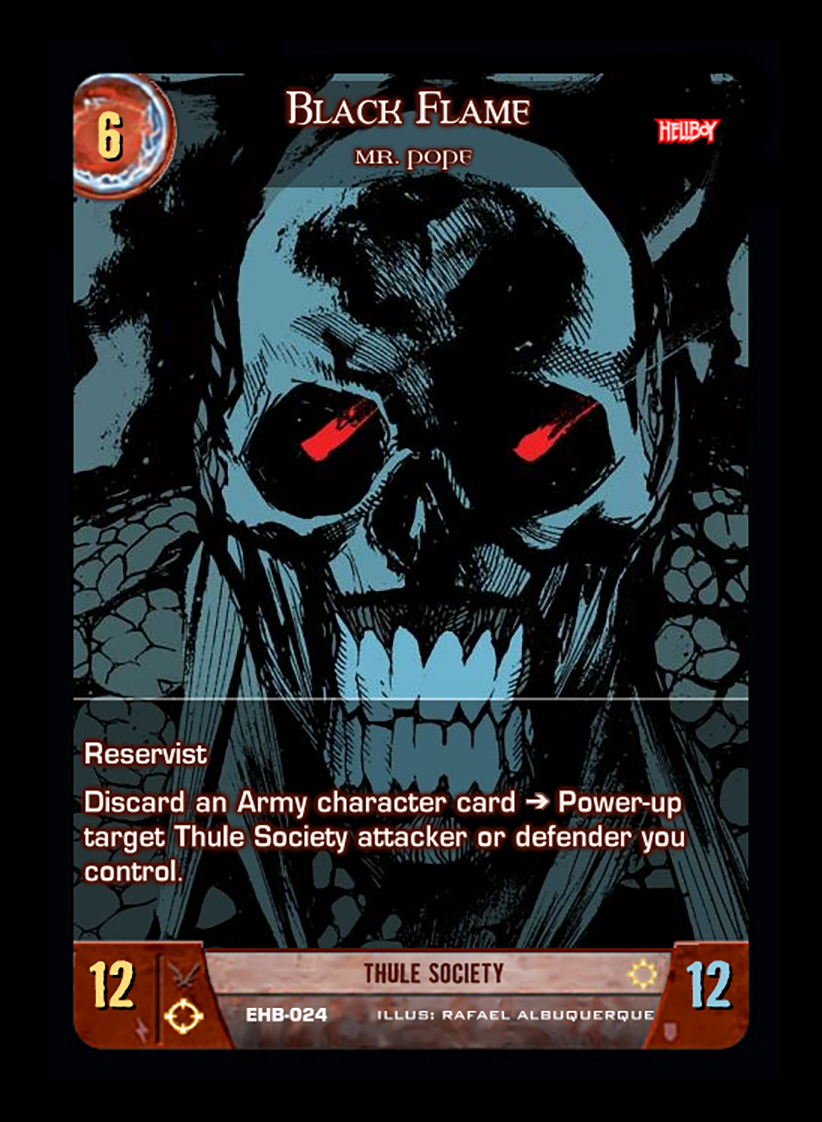 6
BLACK FLAME
HELLBOY
MR. POPE
Reservist
Discard an Army character card ➔ Power-up
target Thule Society attacker or defender you
control.
12
THULE SOCIETY
12
EHB-024
ILLUS: RAFAEL ALBUQUERQUE